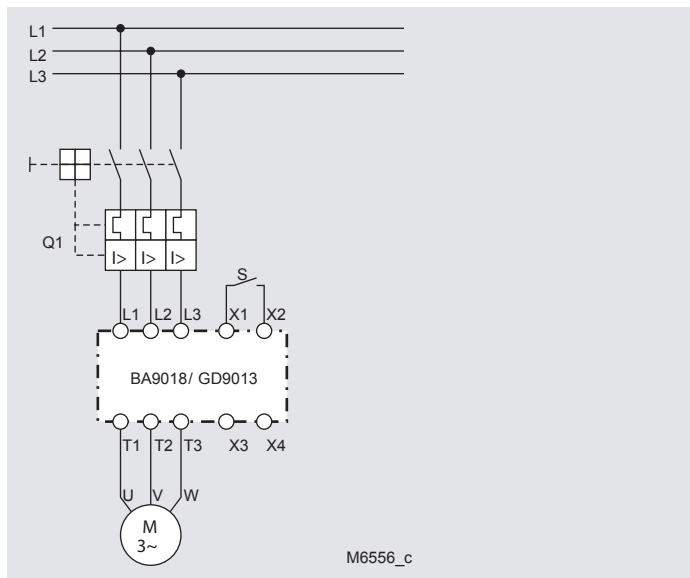 L1
L2
L3
Q1
I> I> I>
S
L1 L2 L3 X1 X2
BA9018/ GD9013
T1 T2 T3 X3 X4
U V W
M
3~
M6556_c